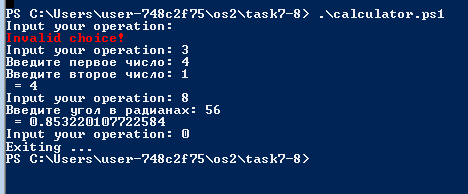 PS C:\Users\user-748c2f75\os2\task7-8> .\calculator.ps1
Input your operation:
Invalid choice!
Input your operation: 3
Введите первое число: 4
Введите второе число: 1
= 4
Input your operation: 8
Введите угол в радианах: 56
= 0.853220107722584
Input your operation: 0
Exiting ...
PS C:\Users\user-748c2f75\os2\task7-8>